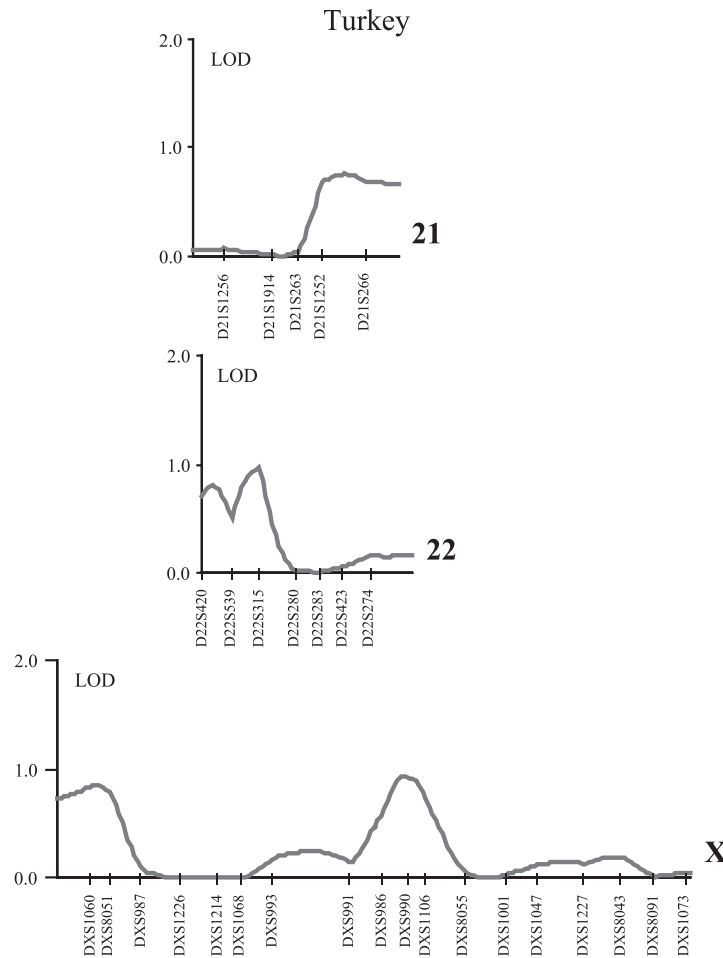 Turkey
2.0
LOD
1.0
0.0
21
D21S1256
D21S1914
D21S263
D21S1252
D21S266
2.0
LOD
1.0
0.0
22
D22S420
D22S539
D22S315
D22S280
D22S283
D22S423
D22S274
2.0
LOD
1.0
0.0
X
DXS1060
DXS8051
DXS987
DXS1226
DXS1214
DXS1068
DXS993
DXS991
DXS986
DXS990
DXS1106
DXS8055
DXS1001
DXS1047
DXS1227
DXS8043
DXS8091
DXS1073